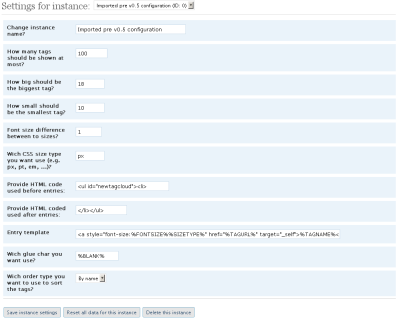 Settings for instance: Imported pre v0.5 configuration (ID: 0)
Change instance name? Imported pre v0.5 configuration
How many tags should be shown at most? 100
How big should be the biggest tag? 18
How small should be the smallest tag? 10
Font size difference between to sizes? 1
Wich CSS size type you want use (e.g. px, pt, em, ...)? px
Provide HTML code used before entries: <ul id="newtagcloud"><li>
Provide HTML coded used after entries: </li></ul>
Entry template <a style="font-size:%FONTSIZE%%SIZETYPE%" href="%TAGURL%" target="_self">%TAGNAME%<
Wich glue char you want use? %BLANK%
Wich order type you want to use to sort the tags? By name
Save instance settings Reset all data for this instance Delete this instance